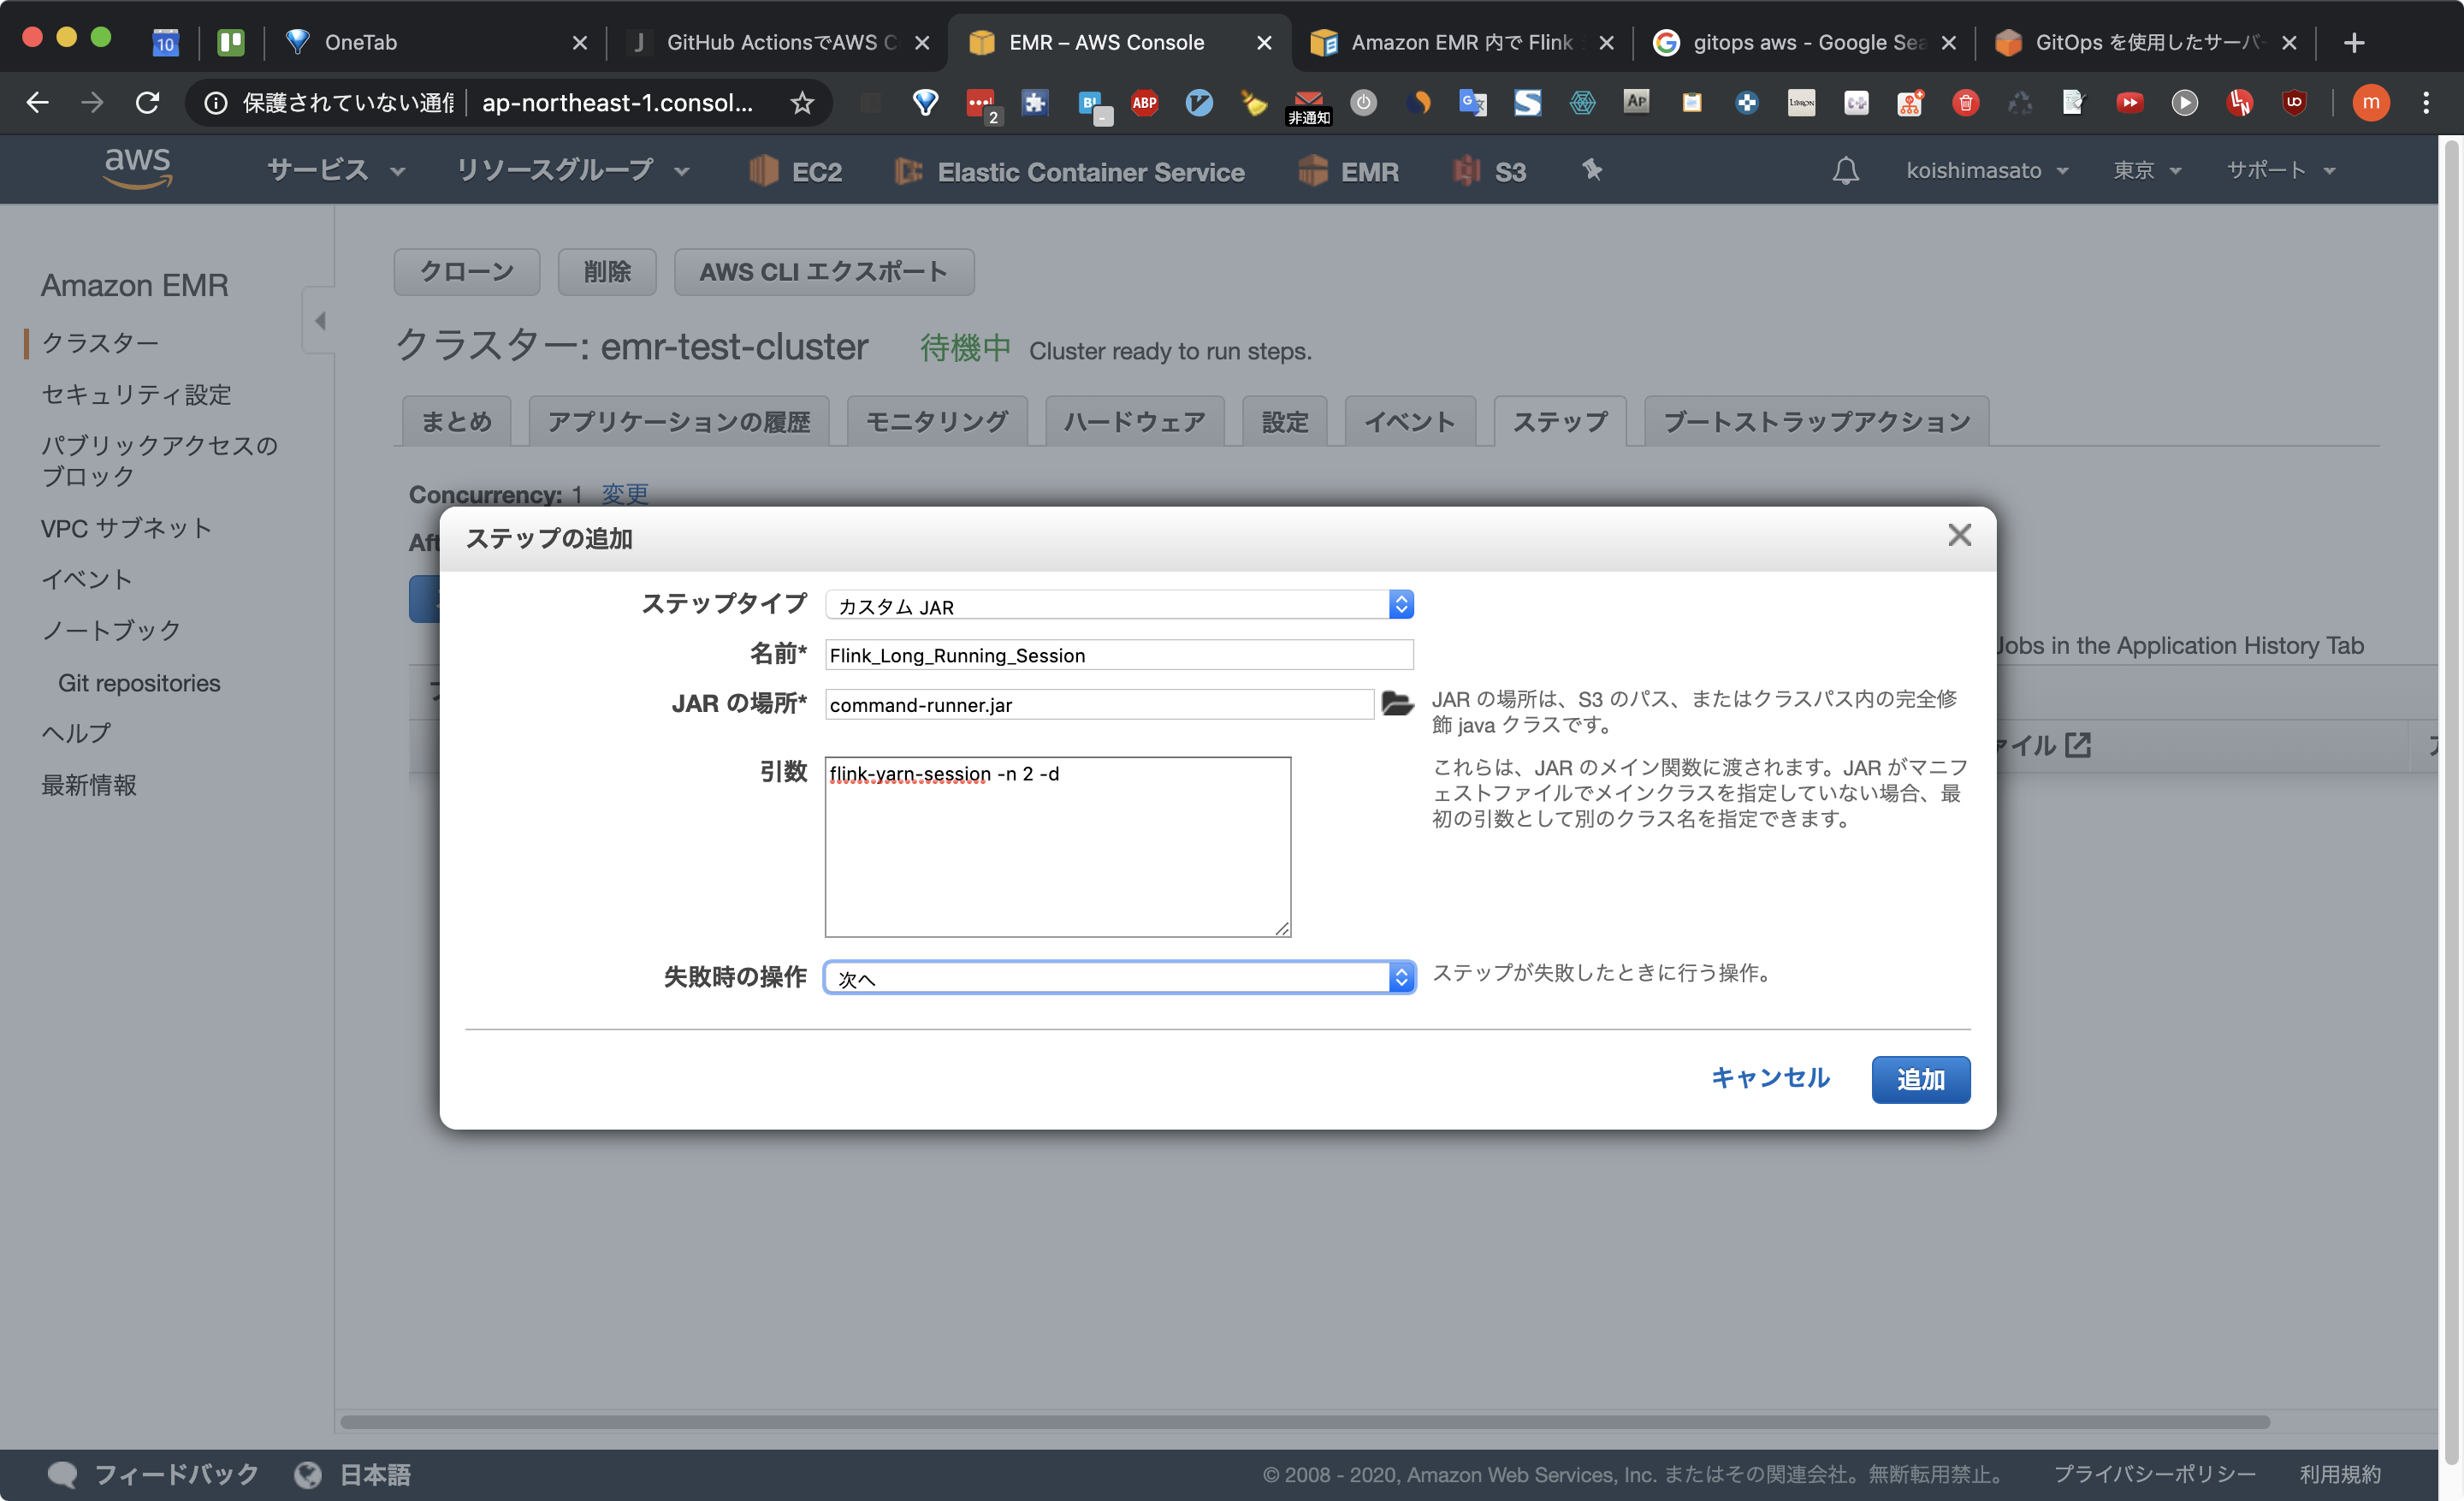 10
OneTab
J GitHub ActionsでAWS C
EMR – AWS Console
Amazon EMR 内で Flink
gitops aws - Google Sea
GitOps を使用したサーバ
保護されていない通信
ap-northeast-1.consol...
2
B!
-
ABP
非通知
AP
m
aws
サービス
リソースグループ
EC2
Elastic Container Service
EMR
S3
koishimasato
東京
サポート
Amazon EMR
クラスター
セキュリティ設定
パブリックアクセスの
ブロック
VPC サブネット
イベント
ノートブック
Git repositories
ヘルプ
最新情報
クローン
削除
AWS CLI エクスポート
クラスター: emr-test-cluster
待機中
Cluster ready to run steps.
まとめ
アプリケーションの履歴
モニタリング
ハードウェア
設定
イベント
ステップ
ブートストラップアクション
Concurrency: 1 変更
Aft
Jobs in the Application History Tab
イル
ステップの追加
ステップタイプ
カスタム JAR
名前*
Flink_Long_Running_Session
JAR の場所*
command-runner.jar
JAR の場所は、S3 のパス、またはクラスパス内の完全修
飾 java クラスです。
引数
flink-yarn-session -n 2 -d
これらは、JAR のメイン関数に渡されます。JAR がマニフ
ェストファイルでメインクラスを指定していない場合、最
初の引数として別のクラス名を指定できます。
失敗時の操作
次へ
ステップが失敗したときに行う操作。
キャンセル
追加
フィードバック
日本語
© 2008 - 2020, Amazon Web Services, Inc. またはその関連会社。無断転用禁止。
プライバシーポリシー
利用規約